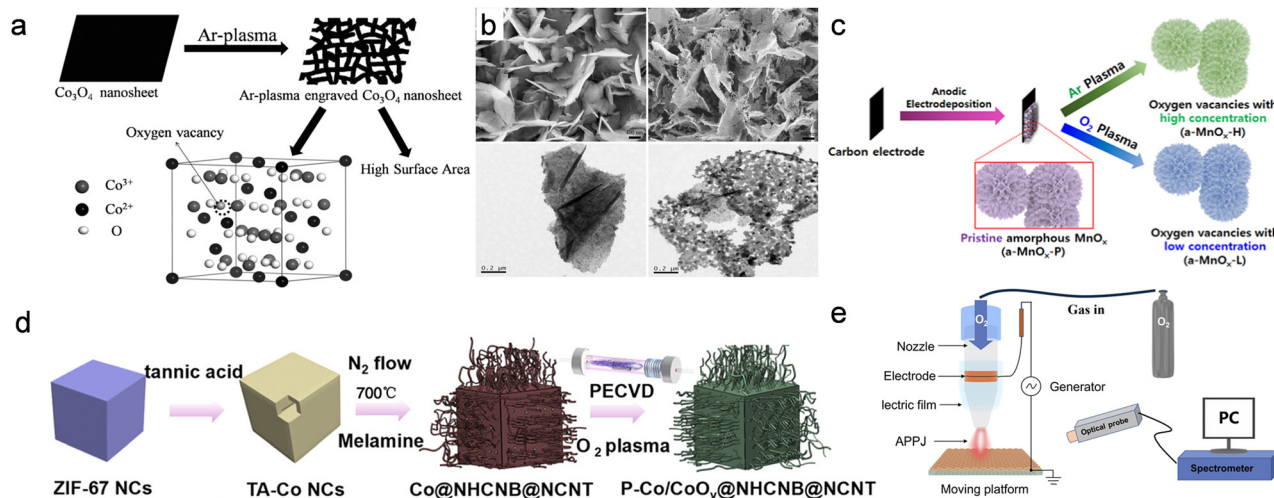 a
Ar-plasma
Co₃O₄ nanosheet
Ar-plasma engraved Co₃O₄ nanosheet
Oxygen vacancy
High Surface Area
Co³⁺
Co²⁺
O
b
0.2 μm
0.2 μm
c
Anodic
Electrodeposition
Carbon electrode
Pristine amorphous MnOₓ
(a-MnOₓ-P)
Ar Plasma
O₂ Plasma
Oxygen vacancies with
high concentration
(a-MnOₓ-H)
Oxygen vacancies with
low concentration
(a-MnOₓ-L)
d
tannic acid
N₂ flow
700℃
Melamine
PECVD
O₂ plasma
ZIF-67 NCs
TA-Co NCs
Co@NHCNB@NCNT
P-Co/CoOᵧ@NHCNB@NCNT
e
O₂
Gas in
O₂
Nozzle
Electrode
lectric film
APPJ
Generator
Moving platform
Optical probe
PC
Spectrometer